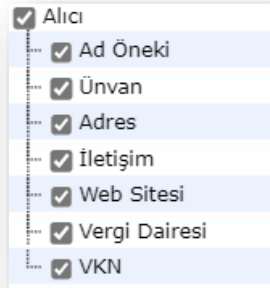 Alıcı
Ad Öneki
Ünvan
Adres
İletişim
Web Sitesi
Vergi Dairesi
VKN